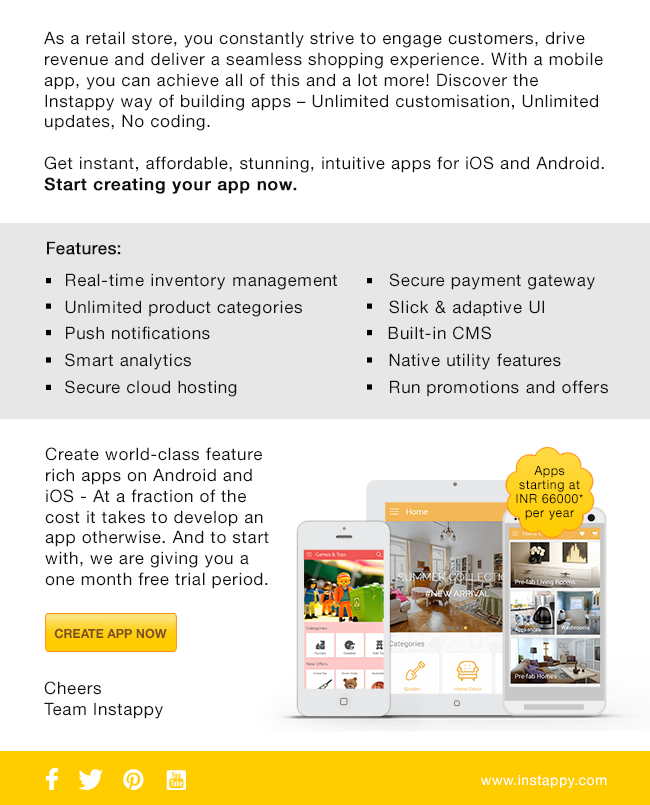 As a retail store, you constantly strive to engage customers, drive
revenue and deliver a seamless shopping experience. With a mobile
app, you can achieve all of this and a lot more! Discover the
Instappy way of building apps – Unlimited customisation, Unlimited
updates, No coding.
Get instant, affordable, stunning, intuitive apps for iOS and Android.
Start creating your app now.
Features:
▪ Real-time inventory management
▪ Unlimited product categories
▪ Push notifications
▪ Smart analytics
▪ Secure cloud hosting
▪ Secure payment gateway
▪ Slick & adaptive UI
▪ Built-in CMS
▪ Native utility features
▪ Run promotions and offers
Create world-class feature
rich apps on Android and
iOS - At a fraction of the
cost it takes to develop an
app otherwise. And to start
with, we are giving you a
one month free trial period.
CREATE APP NOW
Cheers
Team Instappy
Apps
starting at
INR 66000*
per year
Games & Toys
Categories
New Offers
Home
SUMMER COLLECTIO
#NEW ARRIVAL
Categories
Home Decor
Pre-fab Living Rooms
Appliances
Washrooms
Pre-fab Homes
You
Tube
www.instappy.com